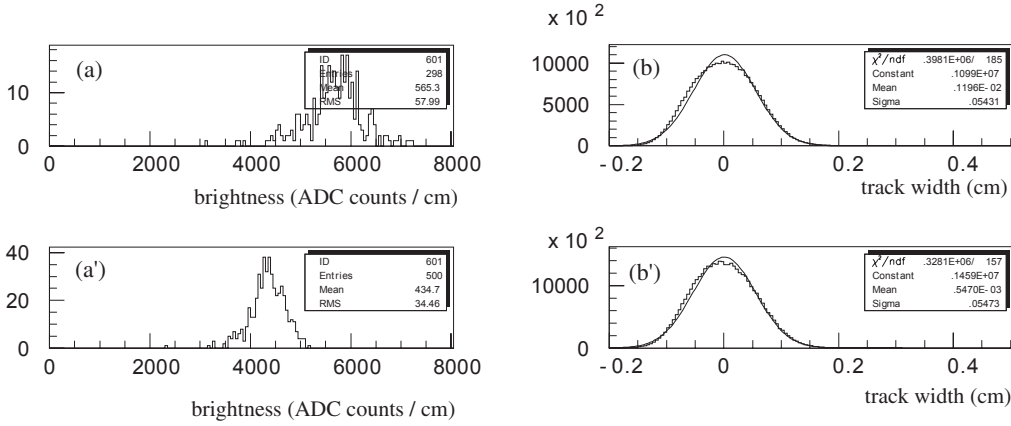 x 10 2
(a)
ID 601
Entries 298
Mean 565.3
RMS 57.99
10
0
0 2000 4000 6000 8000
brightness (ADC counts / cm)
(b)
χ²/ndf .3981E+06/ 185
Constant .1099E+07
Mean .1196E-02
Sigma .05431
10000
5000
0
-0.2 0 0.2 0.4
track width (cm)
x 10 2
(a')
ID 601
Entries 500
Mean 434.7
RMS 34.46
40
20
0
0 2000 4000 6000 8000
brightness (ADC counts / cm)
(b')
χ²/ndf .3281E+06/ 157
Constant .1459E+07
Mean .5470E-03
Sigma .05473
10000
0
-0.2 0 0.2 0.4
track width (cm)